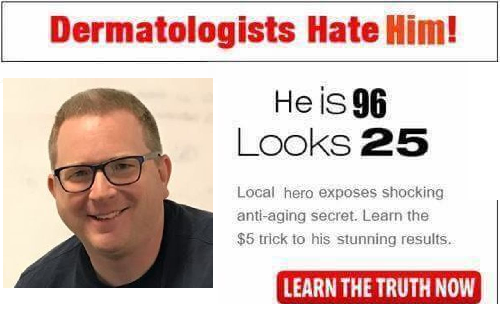 Dermatologists Hate Him!
He is 96
Looks 25
Local hero exposes shocking
anti-aging secret. Learn the
$5 trick to his stunning results.
LEARN THE TRUTH NOW